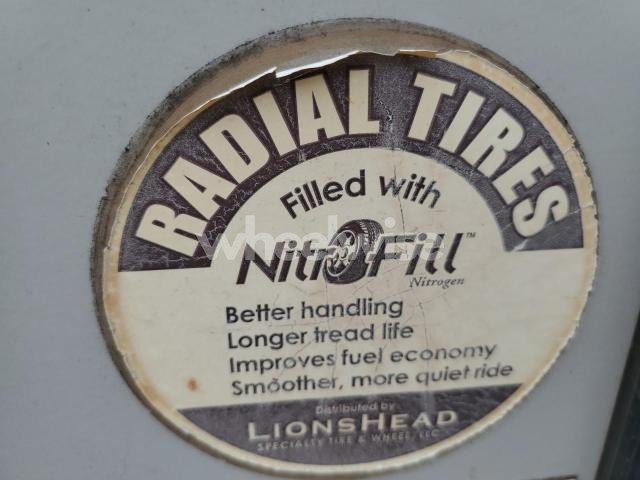 RADIAL TIRES
Filled with
NitroFill™
Nitrogen
Better handling
Longer tread life
Improves fuel economy
Smoother, more quiet ride
Distributed by
LIONSHEAD
SPECIALTY TIRE & WHEEL, LLC